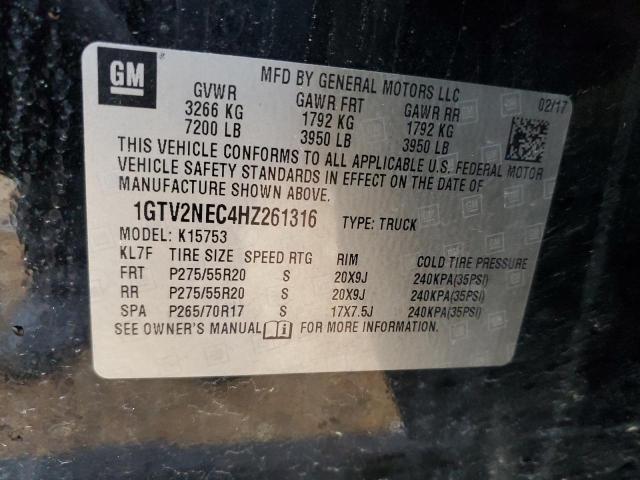 GM
MFD BY GENERAL MOTORS LLC
02/17
GVWR GAWR FRT GAWR RR
3266 KG 1792 KG 1792 KG
7200 LB 3950 LB 3950 LB
THIS VEHICLE CONFORMS TO ALL APPLICABLE U.S. FEDERAL MOTOR
VEHICLE SAFETY STANDARDS IN EFFECT ON THE DATE OF
MANUFACTURE SHOWN ABOVE.
1GTV2NEC4HZ261316 TYPE: TRUCK
MODEL: K15753
KL7F TIRE SIZE SPEED RTG RIM COLD TIRE PRESSURE
FRT P275/55R20 S 20X9J 240KPA(35PSI)
RR P275/55R20 S 20X9J 240KPA(35PSI)
SPA P265/70R17 S 17X7.5J 240KPA(35PSI)
SEE OWNER'S MANUAL FOR MORE INFORMATION.